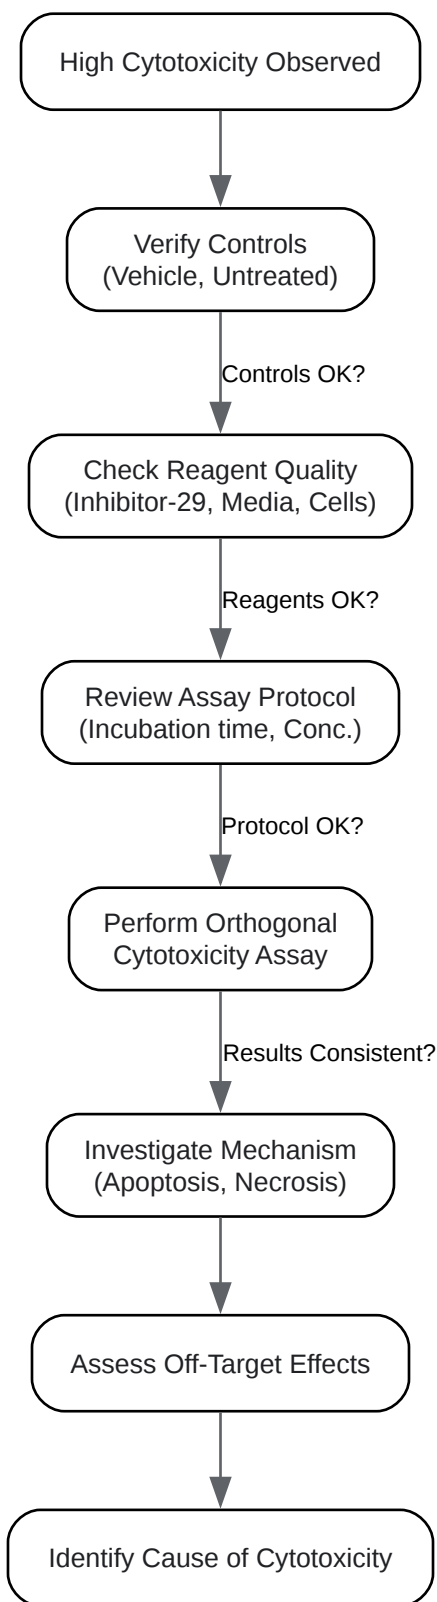 High Cytotoxicity Observed
Verify Controls
(Vehicle, Untreated)
Controls OK?
Check Reagent Quality
(Inhibitor-29, Media, Cells)
Reagents OK?
Review Assay Protocol
(Incubation time, Conc.)
Protocol OK?
Perform Orthogonal
Cytotoxicity Assay
Results Consistent?
Investigate Mechanism
(Apoptosis, Necrosis)
Assess Off-Target Effects
Identify Cause of Cytotoxicity